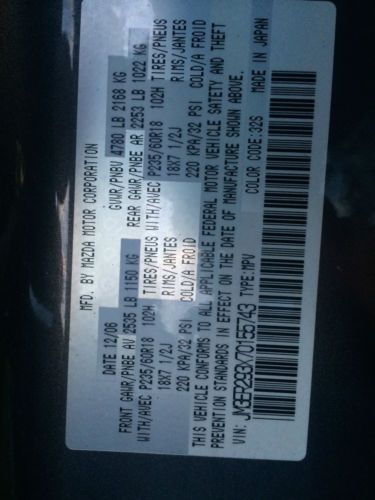 MFD. BY MAZDA MOTOR CORPORATION
DATE 12/06 GVWR/PNBV 4780 LB 2168 KG
FRONT GAWR/PNBE AV 2535 LB 1150 KG REAR GAWR/PNBE AR 2253 LB 1022 KG
WITH/AVEC P235/60R18 102H TIRES/PNEUS WITH/AVEC P235/60R18 102H TIRES/PNEUS
18X7 1/2J RIMS/JANTES 18X7 1/2J RIMS/JANTES
220 KPA/32 PSI COLD/A FROID 220 KPA/32 PSI COLD/A FROID
THIS VEHICLE CONFORMS TO ALL APPLICABLE FEDERAL MOTOR VEHICLE SAFETY AND THEFT
PREVENTION STANDARDS IN EFFECT ON THE DATE OF MANUFACTURE SHOWN ABOVE.
VIN: JM3ER293X70155743 TYPE:MPV COLOR CODE:32S MADE IN JAPAN